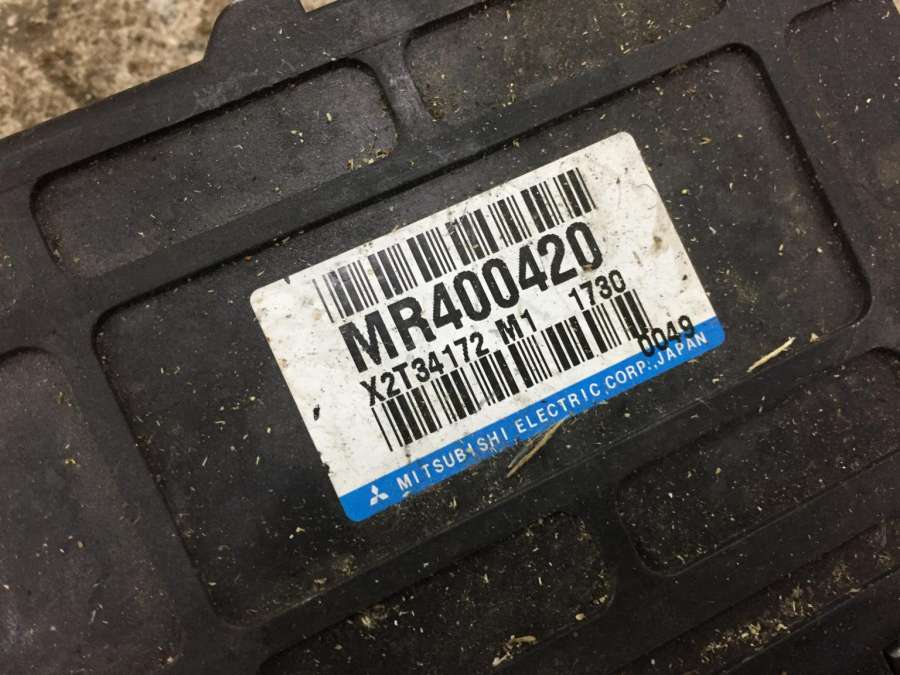 MR400420
X2T34172 M1 1730
0049
MITSUBISHI ELECTRIC CORP., JAPAN